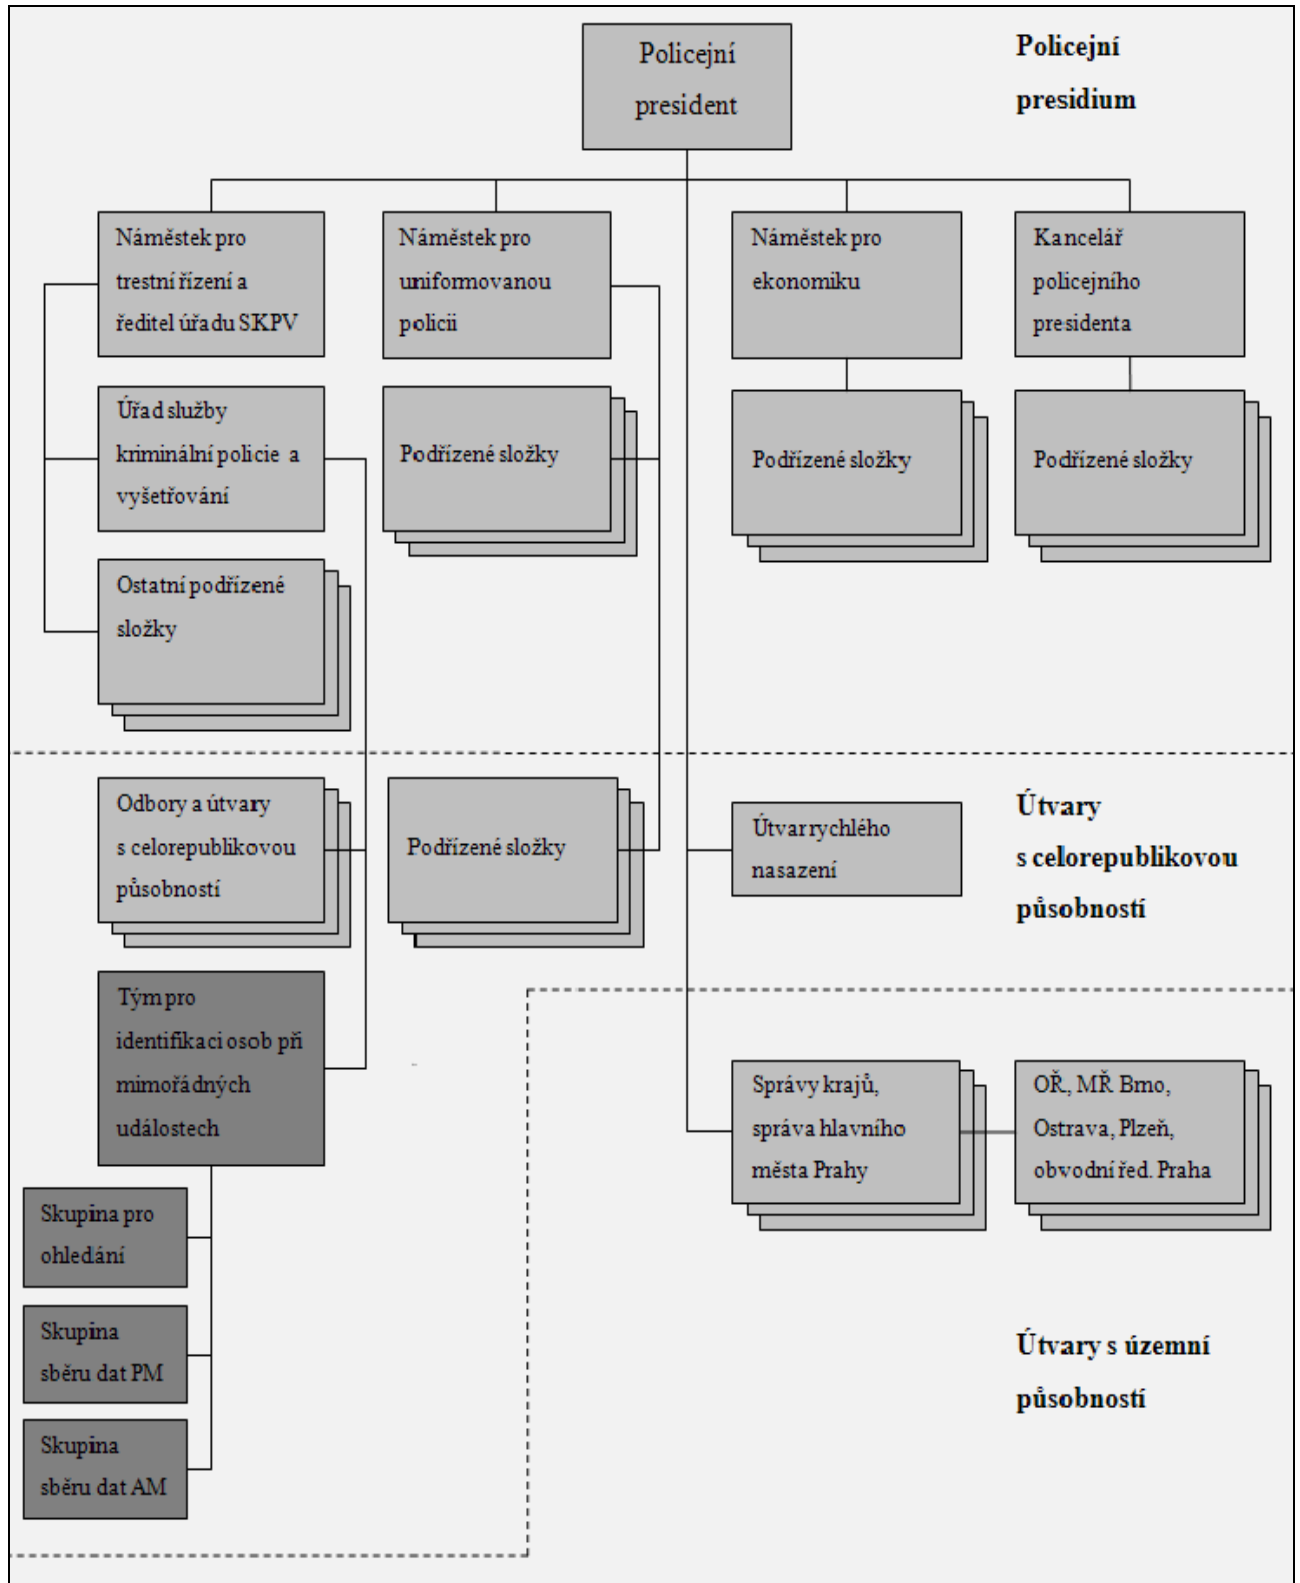 Policejní
president
Policejní
presidium
Náměstek pro
trestní řízení a
ředitel úřadu SKPV
Náměstek pro
uniformovanou
policii
Náměstek pro
ekonomiku
Kancelář
policejního
presidenta
Úřad služby
kriminální policie a
vyšetřování
Podřízené složky
Podřízené složky
Podřízené složky
Ostatní podřízené
složky
Odbory a útvary
s celorepublikovou
působností
Podřízené složky
Útvar rychlého
nasazení
Útvary
s celorepublikovou
působností
Tým pro
identifikaci osob při
mimořádných
událostech
Správy krajů,
správa hlavního
města Prahy
OŘ, MŘ Brno,
Ostrava, Plzeň,
obvodní řed. Praha
Skupina pro
ohledání
Skupina
sběru dat PM
Skupina
sběru dat AM
Útvary s územní
působností